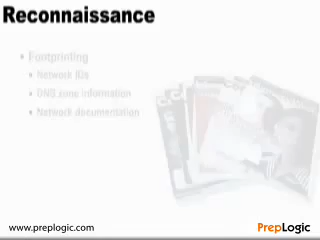 Reconnaissance
• Footprinting
• Network IDs
• DNS zone information
• Network documentation
www.preplogic.com
PrepLogic